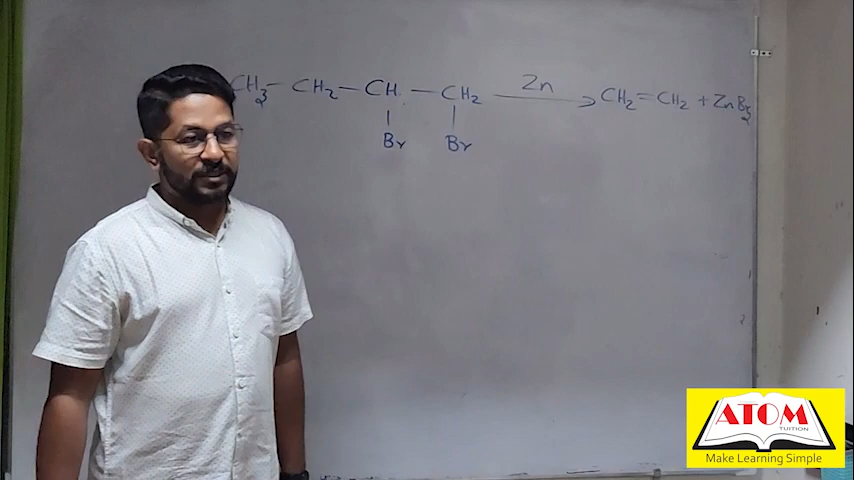 CH3 - CH2 - CH - CH2 Zn → CH2 = CH2 + ZnBr2
Br Br
ATOM
TUITION
Make Learning Simple